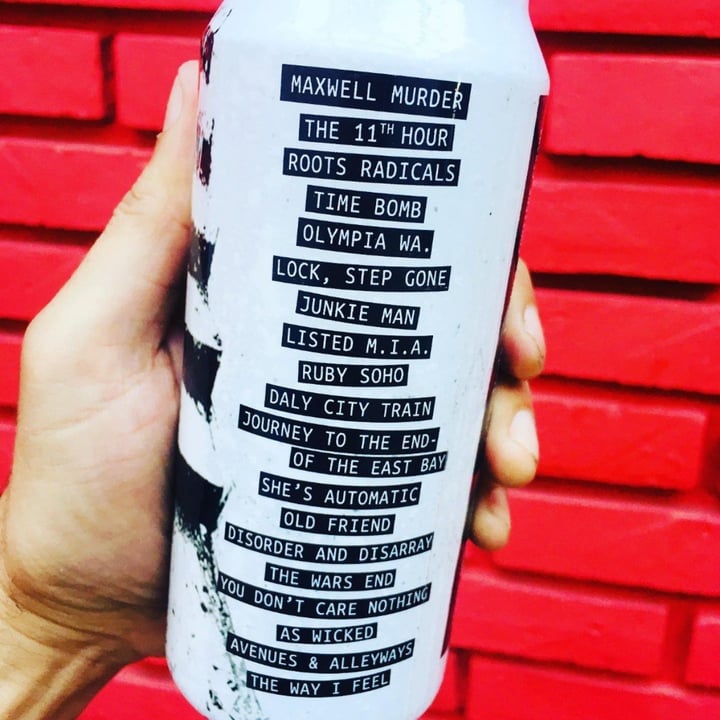 MAXWELL MURDER
THE 11TH HOUR
ROOTS RADICALS
TIME BOMB
OLYMPIA WA.
LOCK, STEP GONE
JUNKIE MAN
LISTED M.I.A.
RUBY SOHO
DALY CITY TRAIN
JOURNEY TO THE END-
OF THE EAST BAY
SHE'S AUTOMATIC
OLD FRIEND
DISORDER AND DISARRAY
THE WARS END
YOU DON'T CARE NOTHING
AS WICKED
AVENUES & ALLEYWAYS
THE WAY I FEEL